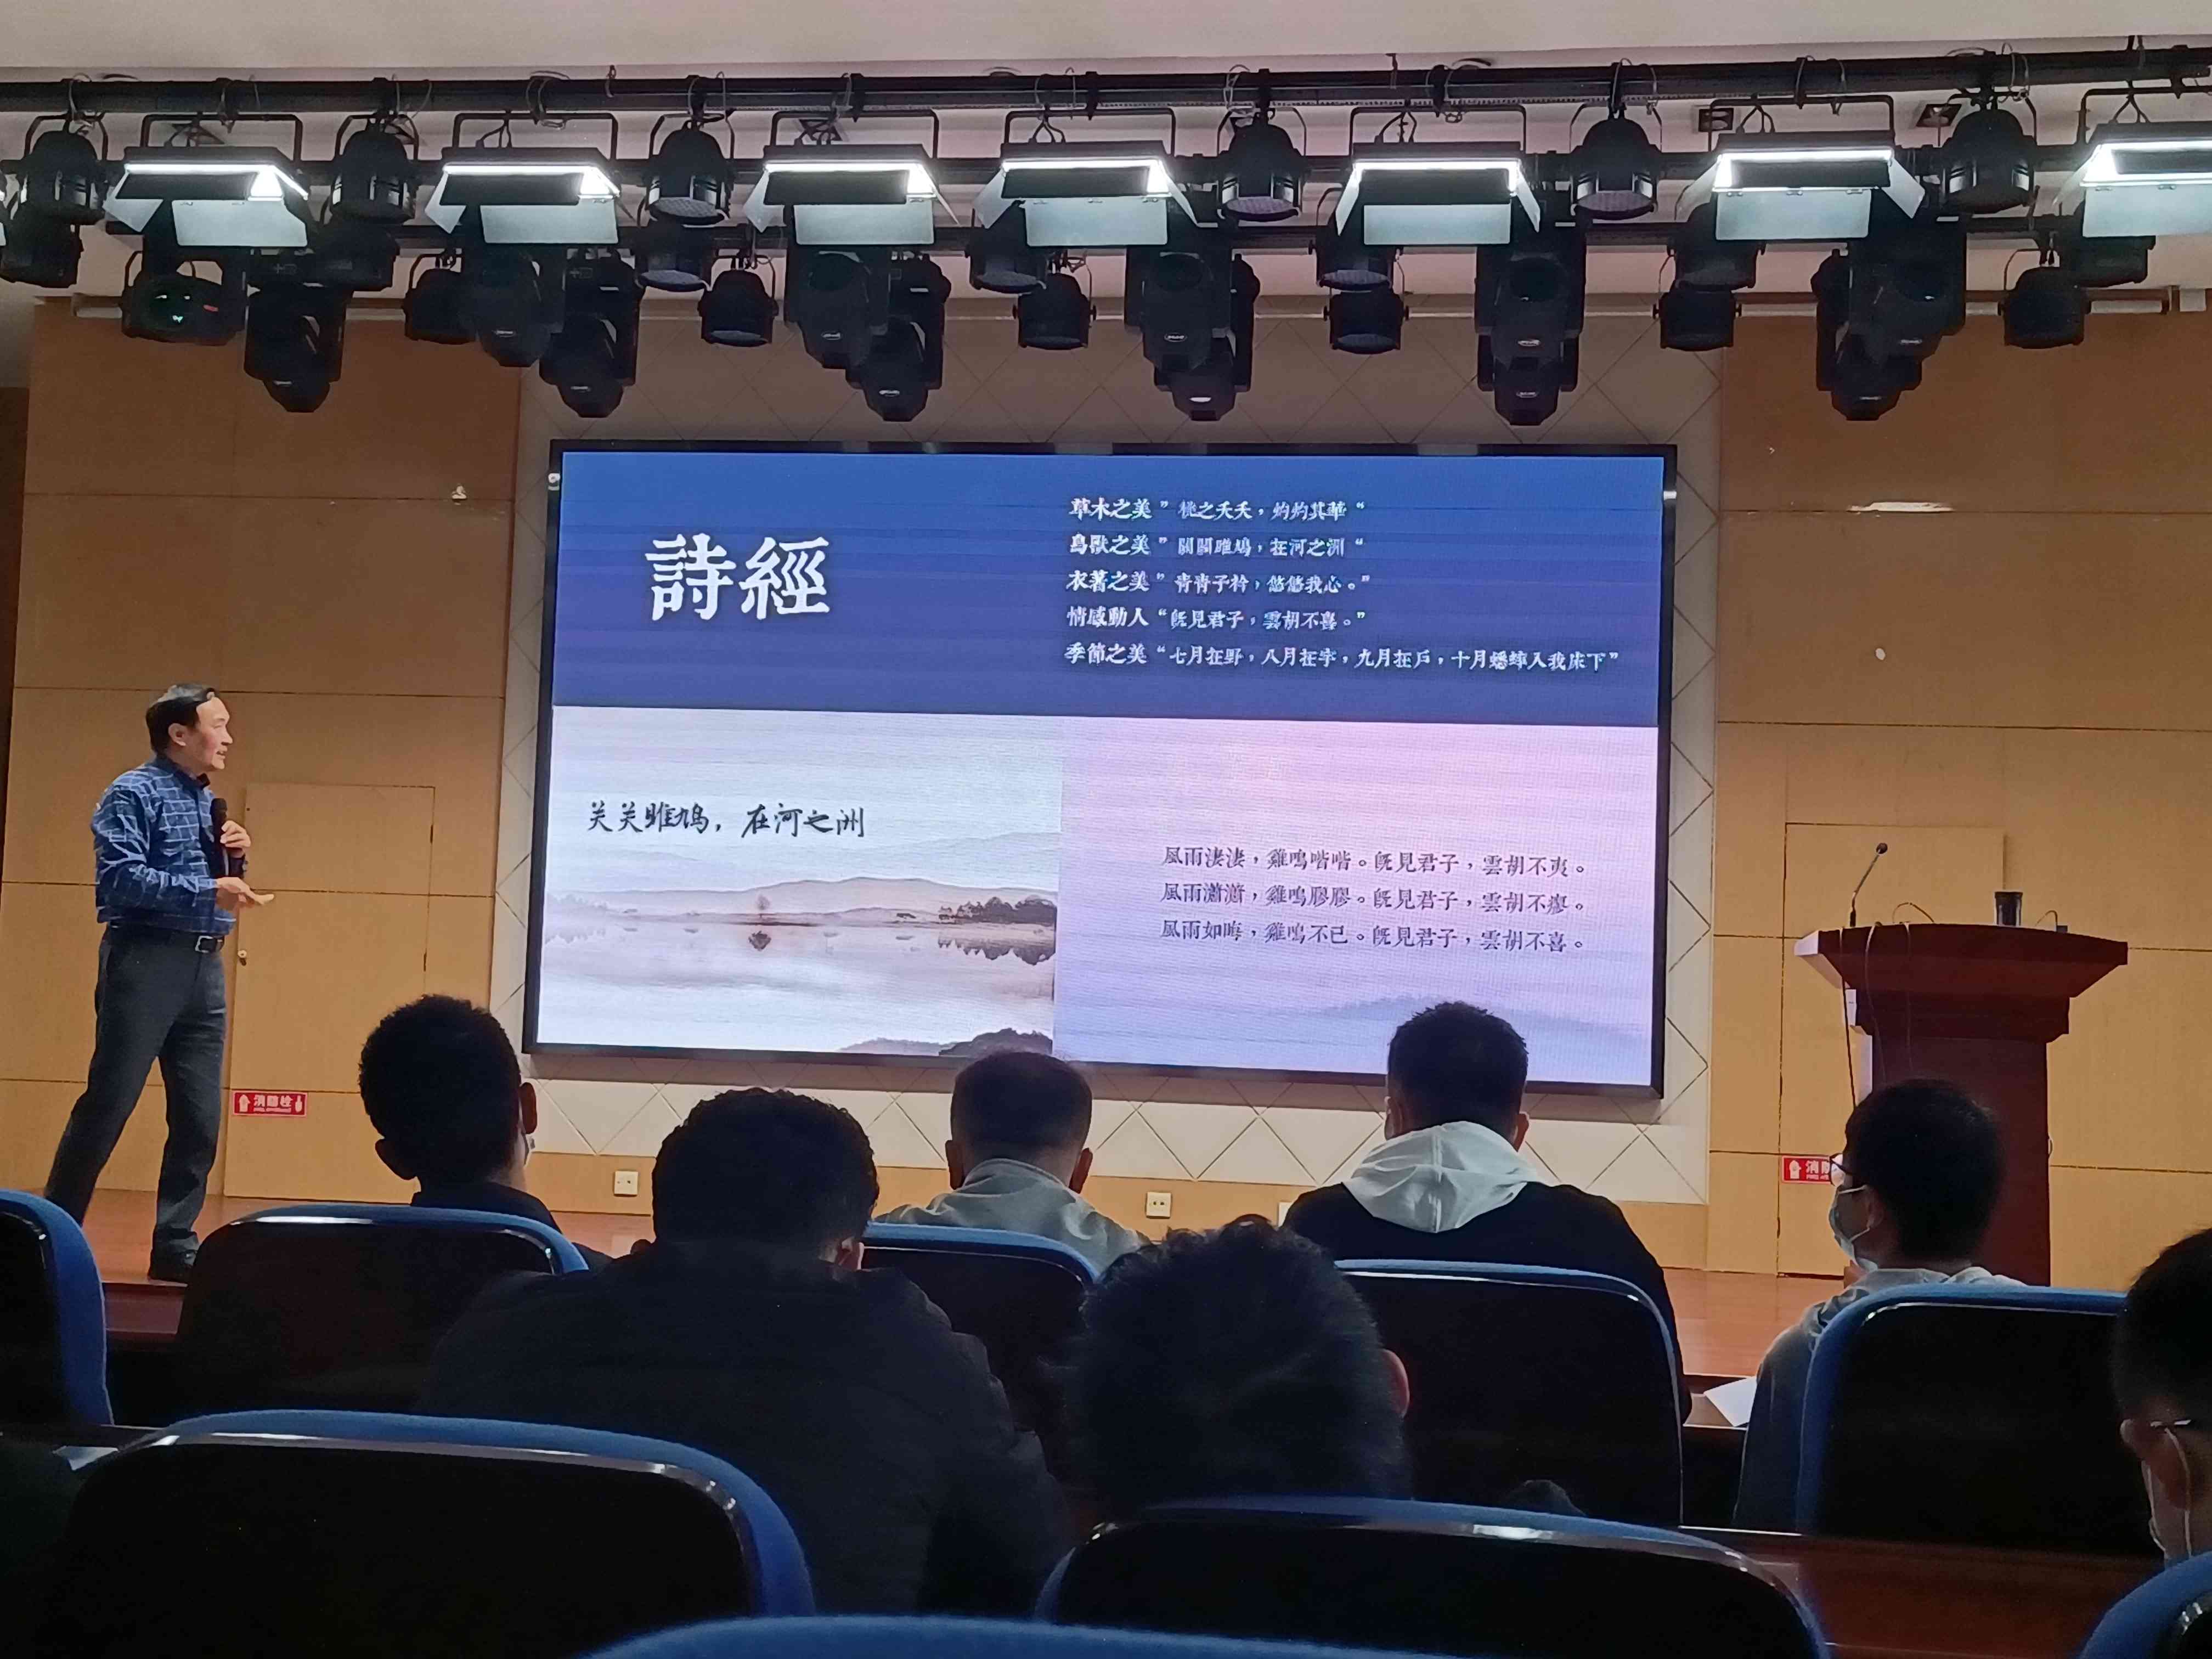 詩經
草木之美”桃之夭夭，灼灼其華“
鳥獸之美”關關雎鳩，在河之洲“
衣著之美”青青子衿，悠悠我心。”
情感動人“既見君子，雲胡不喜。”
季節之美“七月在野，八月在宇，九月在戶，十月蟋蟀入我床下”
关关雎鸠，在河之洲
風雨淒淒，雞鳴喈喈。既見君子，雲胡不夷。
風雨瀟瀟，雞鳴膠膠。既見君子，雲胡不瘳。
風雨如晦，雞鳴不已。既見君子，雲胡不喜。
消防栓
消防